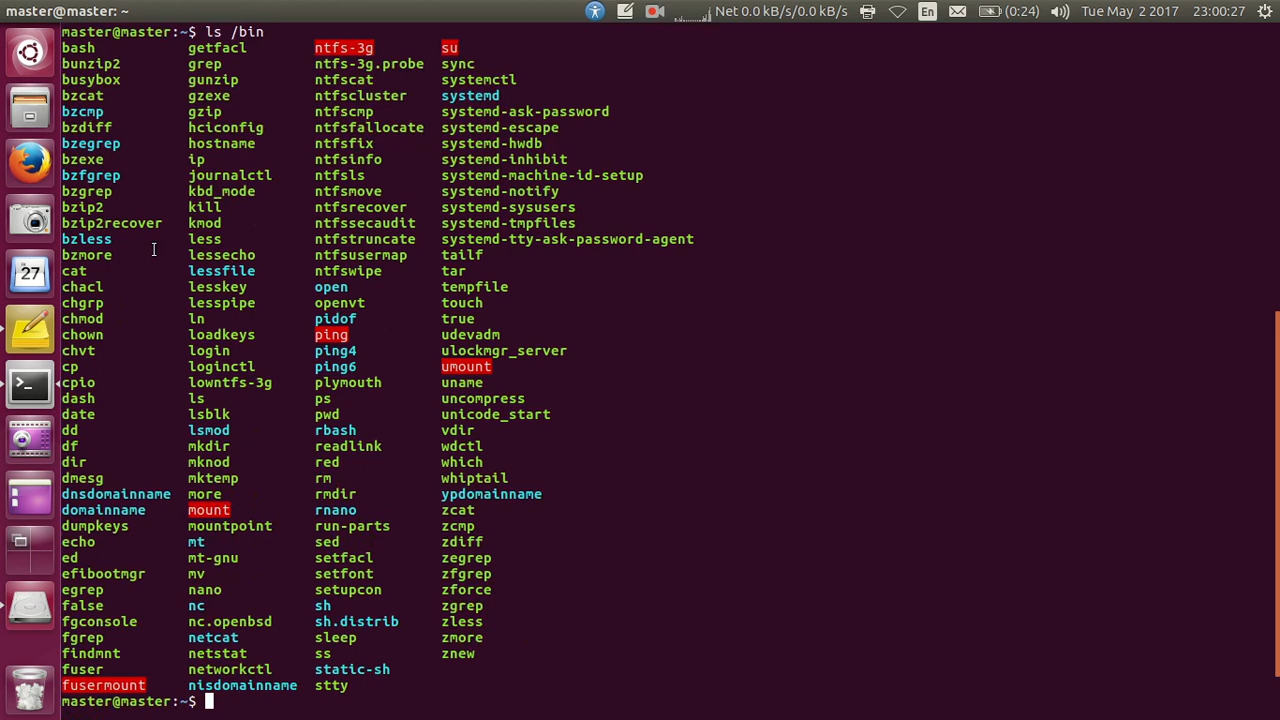 master@master: ~ Net 0.0 kB/s/0.0 kB/s En (0:24) Tue May 2 2017 23:00:27
master@master:~$ ls /bin
bash getfacl ntfs-3g su
bunzip2 grep ntfs-3g.probe sync
busybox gunzip ntfscat systemctl
bzcat gzexe ntfscluster systemd
bzcmp gzip ntfscmp systemd-ask-password
bzdiff hciconfig ntfsfallocate systemd-escape
bzegrep hostname ntfsfix systemd-hwdb
bzexe ip ntfsinfo systemd-inhibit
bzfgrep journalctl ntfsls systemd-machine-id-setup
bzgrep kbd_mode ntfsmove systemd-notify
bzip2 kill ntfsrecover systemd-sysusers
bzip2recover kmod ntfssecaudit systemd-tmpfiles
bzless less ntfstruncate systemd-tty-ask-password-agent
bzmore lessecho ntfsusermap tailf
cat lessfile ntfswipe tar
chacl lesskey open tempfile
chgrp lesspipe openvt touch
chmod ln pidof true
chown loadkeys ping udevadm
chvt login ping4 ulockmgr_server
cp loginctl ping6 umount
cpio lowntfs-3g plymouth uname
dash ls ps uncompress
date lsblk pwd unicode_start
dd lsmod rbash vdir
df mkdir readlink wdctl
dir mknod red which
dmesg mktemp rm whiptail
dnsdomainname more rmdir ypdomainname
domainname mount rnano zcat
dumpkeys mountpoint run-parts zcmp
echo mt sed zdiff
ed mt-gnu setfacl zegrep
efibootmgr mv setfont zfgrep
egrep nano setupcon zforce
false nc sh zgrep
fgconsole nc.openbsd sh.distrib zless
fgrep netcat sleep zmore
findmnt netstat ss znew
fuser networkctl static-sh
fusermount nisdomainname stty
master@master:~$
27